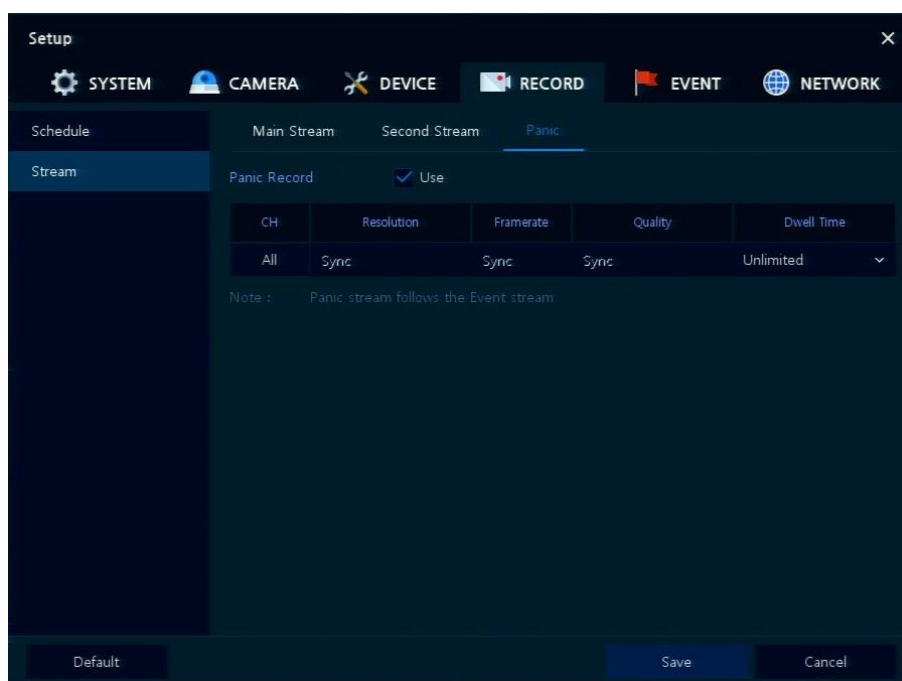 Setup
SYSTEM CAMERA DEVICE RECORD EVENT NETWORK
Schedule
Stream
Main Stream Second Stream Panic
Panic Record Use
CH Resolution Framerate Quality Dwell Time
All Sync Sync Sync Unlimited
Note : Panic stream follows the Event stream
Default Save Cancel